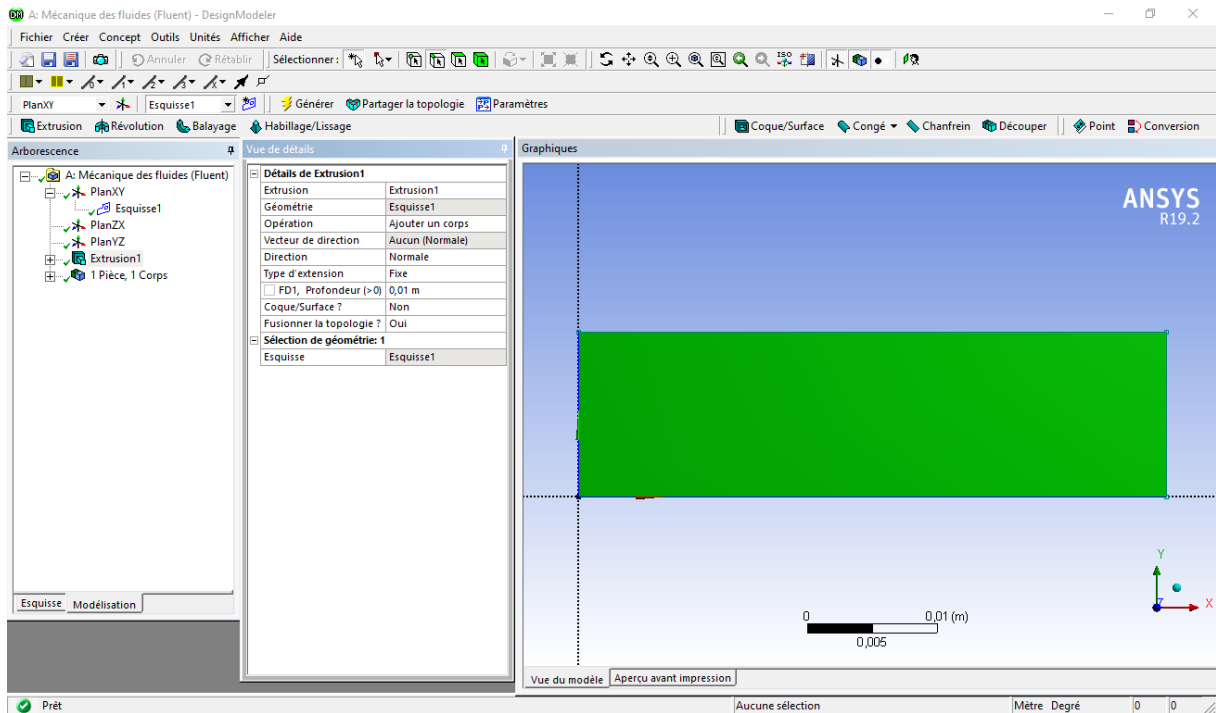 A: Mécanique des fluides (Fluent) - DesignModeler
Fichier Créer Concept Outils Unités Afficher Aide
Annuler Rétablir Sélectionner: ISO
PlanXY Esquisse1 Générer Partager la topologie Paramètres
Extrusion Révolution Balayage Habillage/Lissage Coque/Surface Congé Chanfrein Découper Point Conversion
Arborescence
A: Mécanique des fluides (Fluent)
PlanXY
Esquisse1
PlanZX
PlanYZ
Extrusion1
1 Pièce, 1 Corps
Esquisse Modélisation
Vue de détails
Détails de Extrusion1
Extrusion Extrusion1
Géométrie Esquisse1
Opération Ajouter un corps
Vecteur de direction Aucun (Normale)
Direction Normale
Type d'extension Fixe
FD1, Profondeur (>0) 0,01 m
Coque/Surface ? Non
Fusionner la topologie ? Oui
Sélection de géométrie: 1
Esquisse Esquisse1
Graphiques
ANSYS
R19.2
Y
Z X
0 0,01 (m)
0,005
Vue du modèle Aperçu avant impression
Prêt Aucune sélection Mètre Degré 0 0